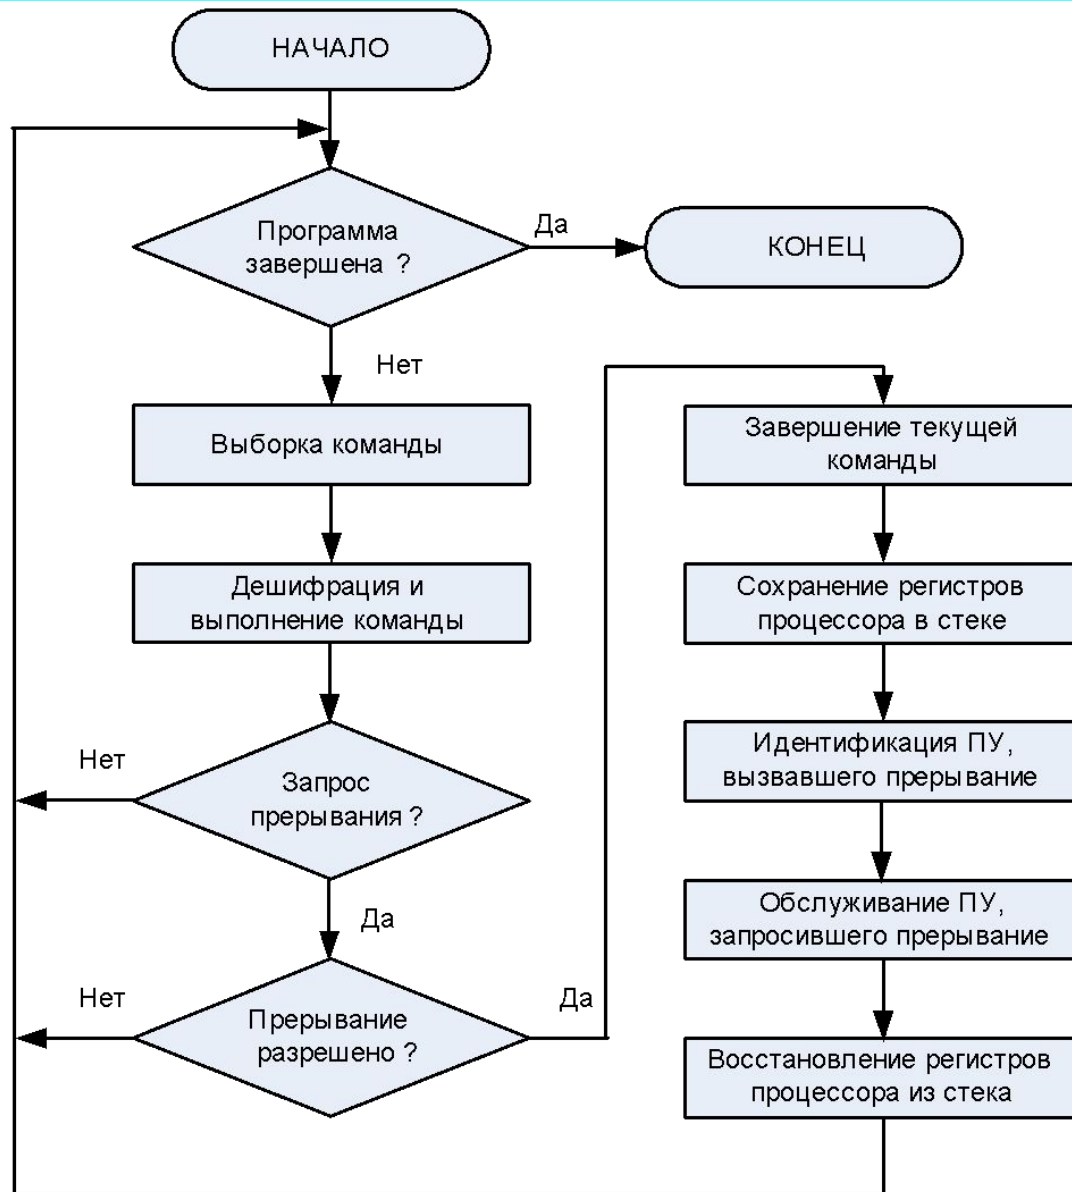 НАЧАЛО
Программа
завершена ?
Да
КОНЕЦ
Нет
Выборка команды
Дешифрация и
выполнение команды
Запрос
прерывания ?
Нет
Да
Прерывание
разрешено ?
Нет
Да
Завершение текущей
команды
Сохранение регистров
процессора в стеке
Идентификация ПУ,
вызвавшего прерывание
Обслуживание ПУ,
запросившего прерывание
Восстановление регистров
процессора из стека